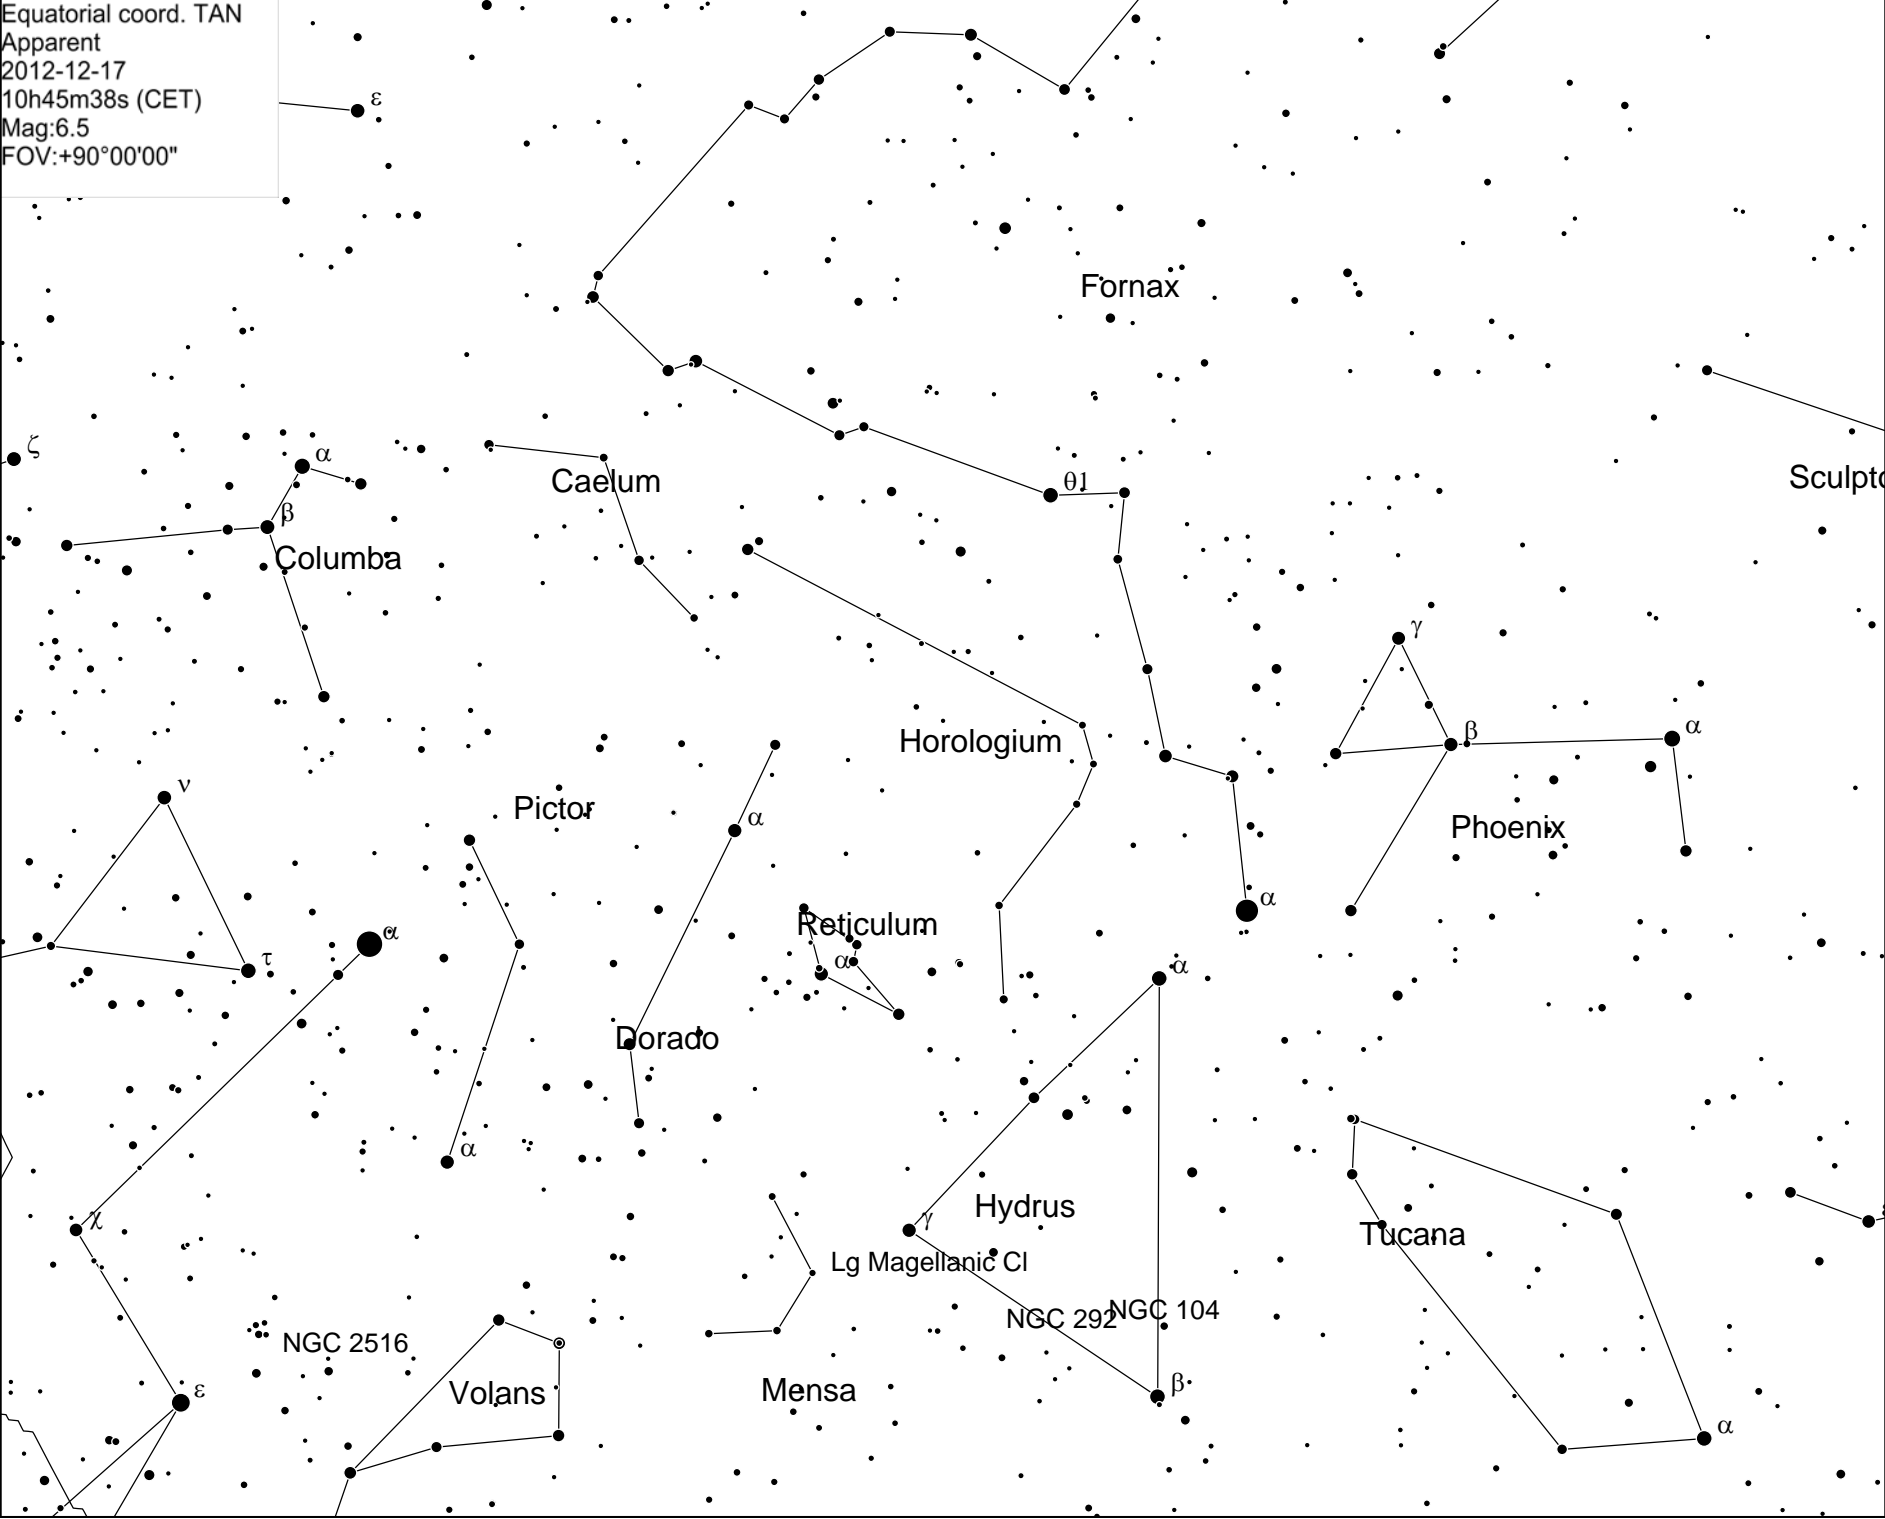 Equatorial coord. TAN
Apparent
2012-12-17
10h45m38s (CET)
Mag:6.5
FOV:+90°00'00"
ε
Fornax
ζ
α
Caelum
θ1
Sculpto
β
Columba
γ
Horologium
β
α
ν
Pictor
α
Phoenix
α
α
Reticulum
α
τ
α
Dorado
α
χ
γ
Hydrus
Tucana
Lg Magellanic Cl
NGC 292
NGC 104
NGC 2516
ε
Volans
Mensa
β
α